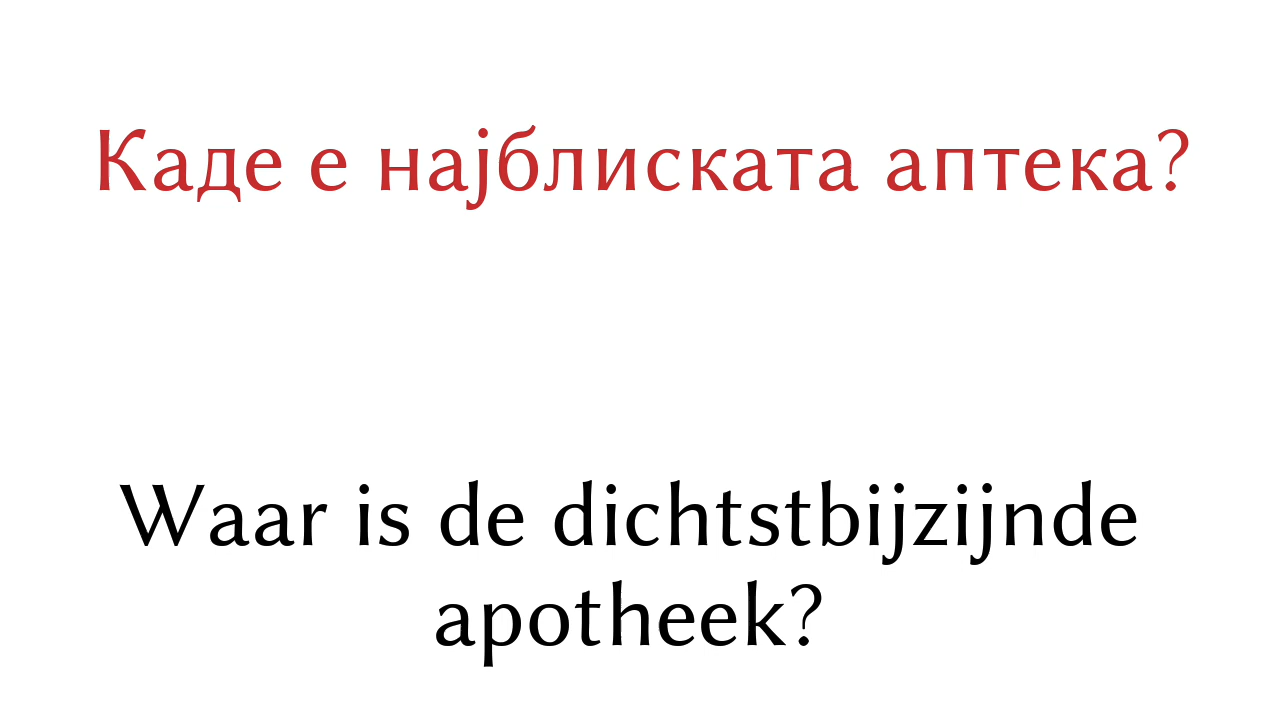 Каде е најблиската аптека?
Waar is de dichtstbijzijnde
apotheek?